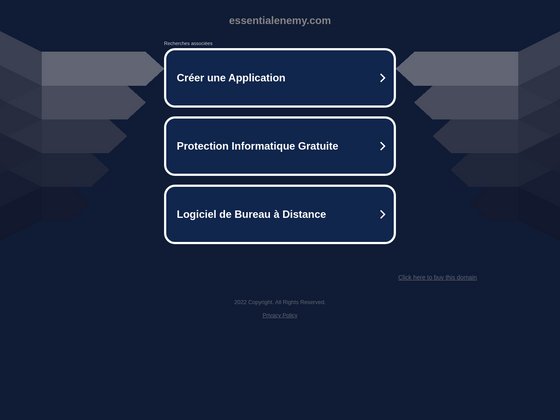 essentialenemy.com
Recherches associées
Créer une Application
Protection Informatique Gratuite
Logiciel de Bureau à Distance
Click here to buy this domain
2022 Copyright. All Rights Reserved.
Privacy Policy